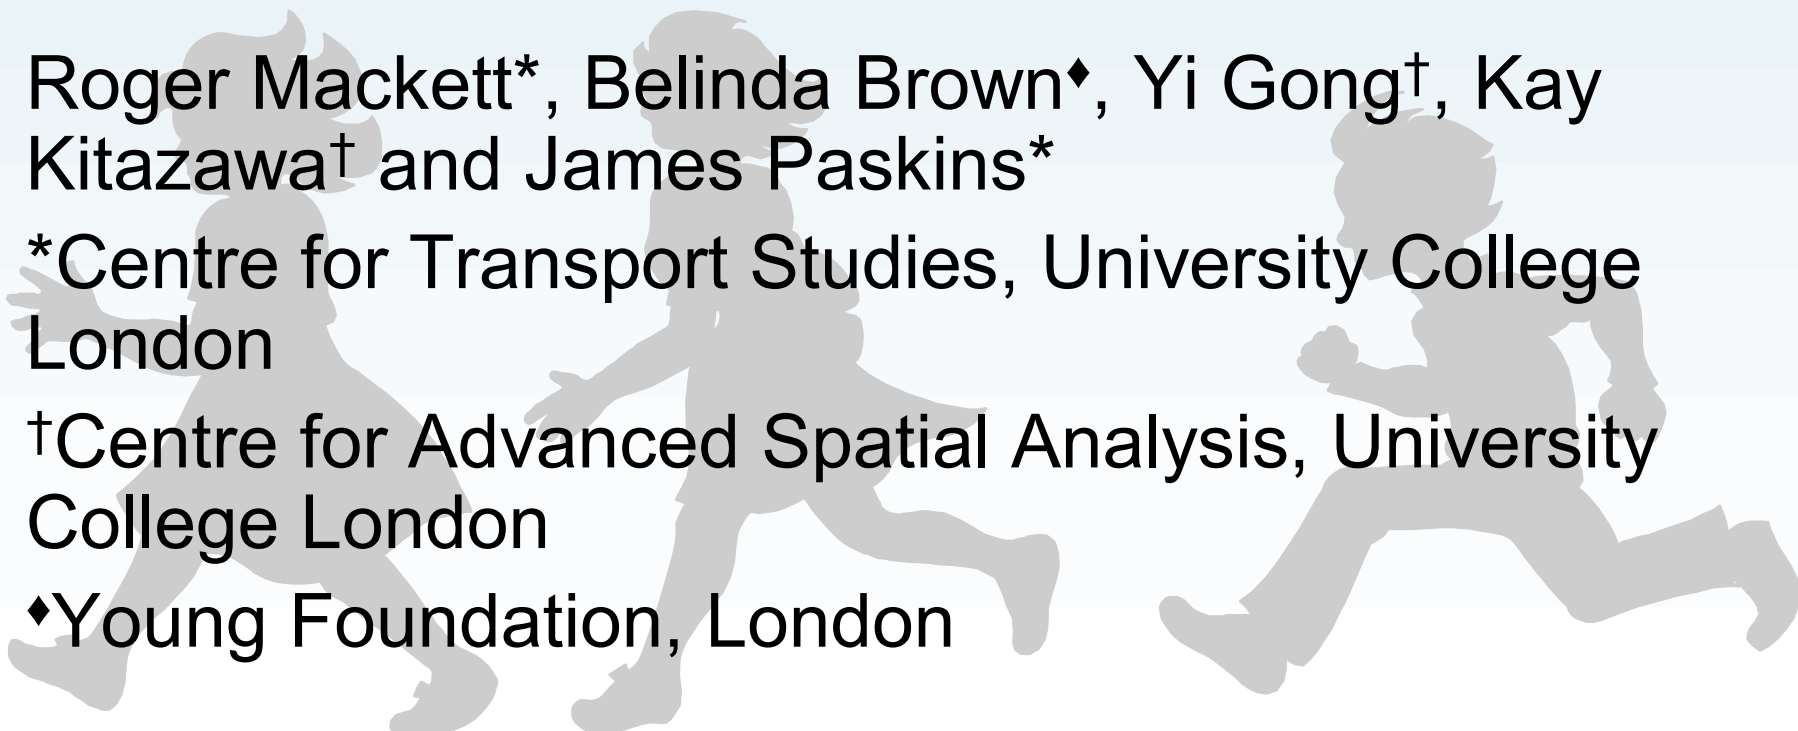 Roger Mackett*, Belinda Brown♦, Yi Gong†, Kay
Kitazawa† and James Paskins*
*Centre for Transport Studies, University College
London
†Centre for Advanced Spatial Analysis, University
College London
♦Young Foundation, London